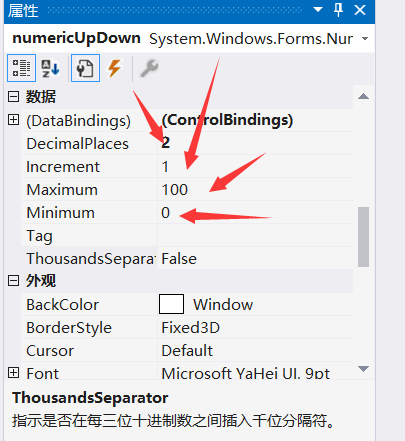 属性
numericUpDown System.Windows.Forms.Num
数据
(DataBindings) (ControlBindings)
DecimalPlaces 2
Increment 1
Maximum 100
Minimum 0
Tag
ThousandsSeparat False
外观
BackColor Window
BorderStyle Fixed3D
Cursor Default
Font Microsoft YaHei UI, 9pt
ThousandsSeparator
指示是否在每三位十进制数之间插入千位分隔符。